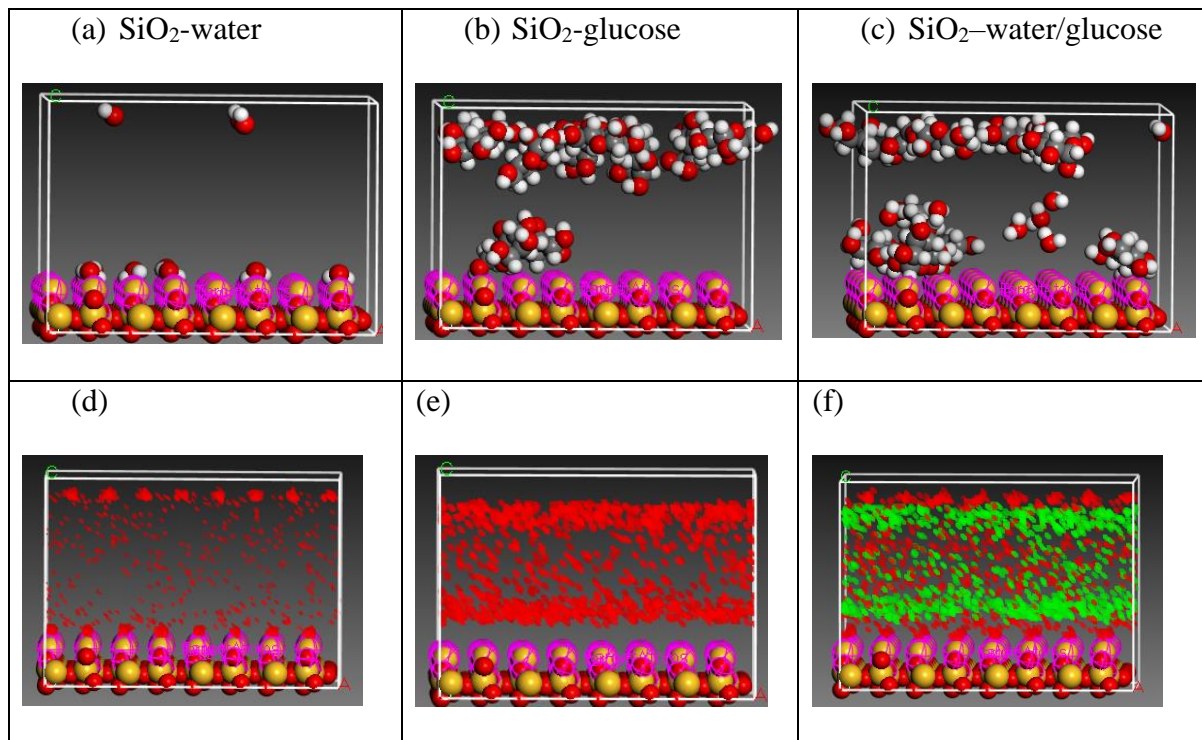 (a) SiO₂-water
(b) SiO₂-glucose
(c) SiO₂–water/glucose
C
A
C
A
C
A
(d)
(e)
(f)
C
A
C
A
C
A